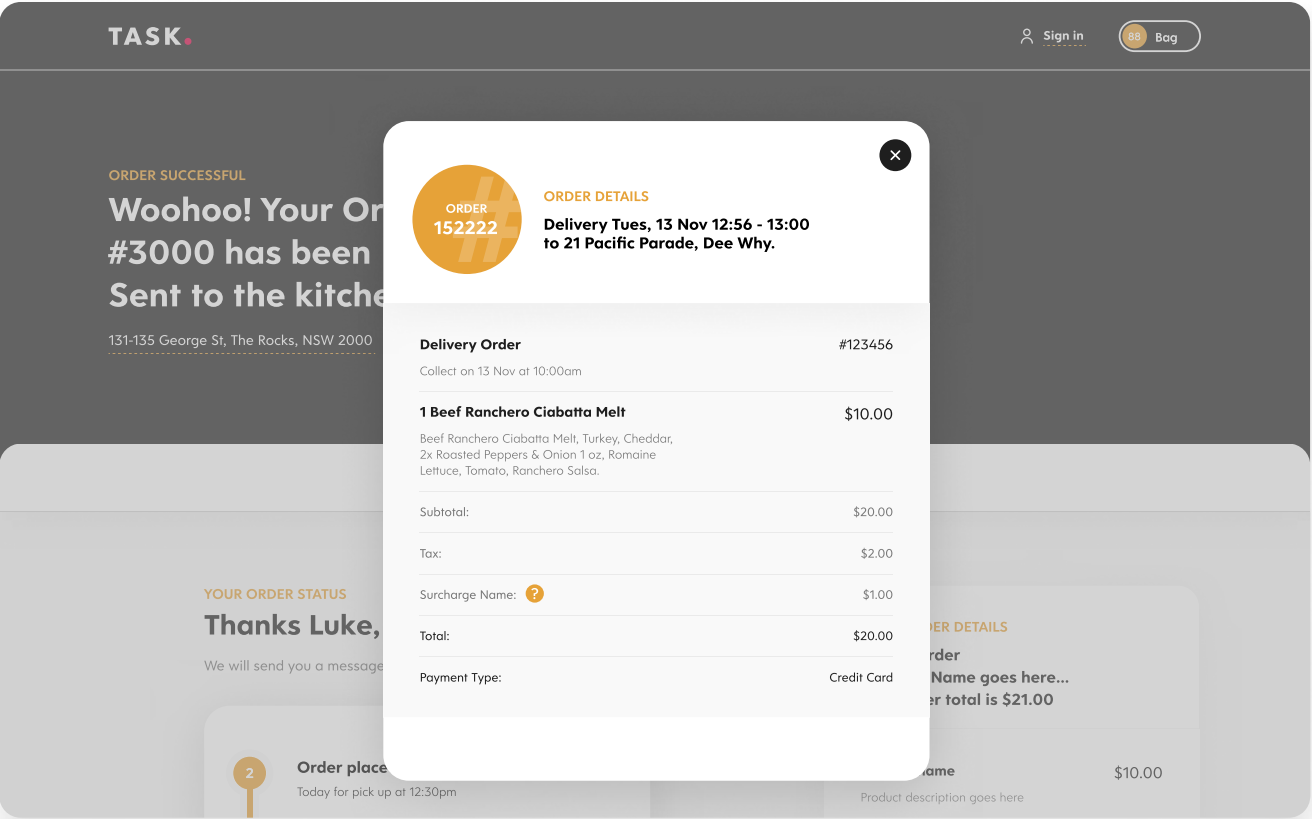 TASK.
Sign in
88 Bag
ORDER SUCCESSFUL
Woohoo! Your Or
#3000 has been
Sent to the kitche
131-135 George St, The Rocks, NSW 2000
ORDER
152222
#
ORDER DETAILS
Delivery Tues, 13 Nov 12:56 - 13:00
to 21 Pacific Parade, Dee Why.
Delivery Order #123456
Collect on 13 Nov at 10:00am
1 Beef Ranchero Ciabatta Melt $10.00
Beef Ranchero Ciabatta Melt, Turkey, Cheddar,
2x Roasted Peppers & Onion 1 oz, Romaine
Lettuce, Tomato, Ranchero Salsa.
Subtotal: $20.00
Tax: $2.00
Surcharge Name: ? $1.00
Total: $20.00
Payment Type: Credit Card
YOUR ORDER STATUS
Thanks Luke,
We will send you a message
2
Order place
Today for pick up at 12:30pm
DER DETAILS
rder
Name goes here...
er total is $21.00
ame $10.00
Product description goes here